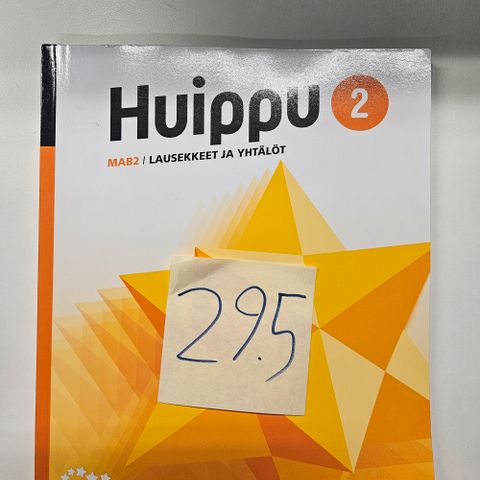 Huippu 2
MAB2 / LAUSEKKEET JA YHTÄLÖT
29.5